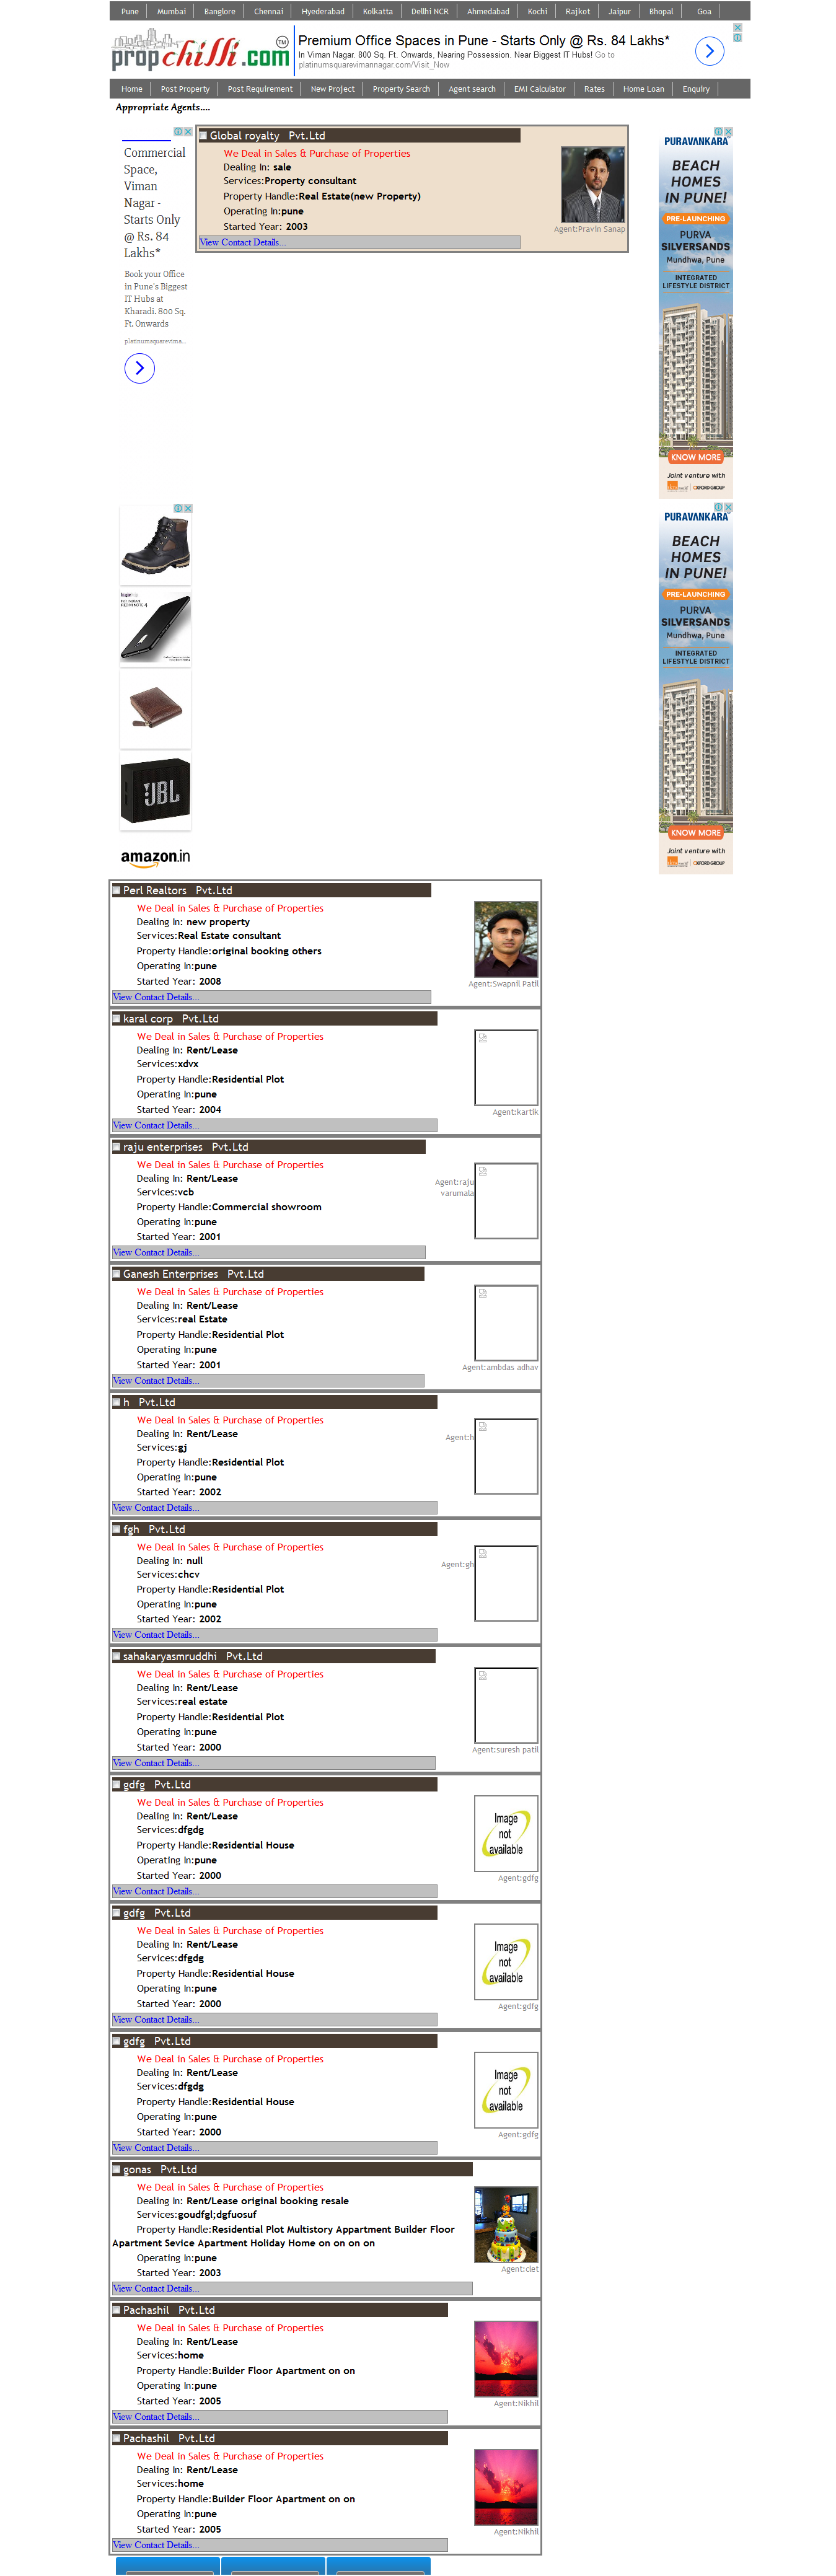 Pune Mumbai Banglore Chennai Hyederabad Kolkatta Dellhi NCR Ahmedabad Kochi Rajkot Jaipur Bhopal Goa
propchilli.com TM
Premium Office Spaces in Pune - Starts Only @ Rs. 84 Lakhs*
In Viman Nagar. 800 Sq. Ft. Onwards, Nearing Possession. Near Biggest IT Hubs! Go to
platinumsquarevimannagar.com/Visit_Now
Home Post Property Post Requirement New Project Property Search Agent search EMI Calculator Rates Home Loan Enquiry
Appropriate Agents....
Commercial
Space,
Viman
Nagar -
Starts Only
@ Rs. 84
Lakhs*
Book your Office
in Pune's Biggest
IT Hubs at
Kharadi. 800 Sq.
Ft. Onwards
platinumsquarevima...
Global royalty Pvt.Ltd
We Deal in Sales & Purchase of Properties
Dealing In: sale
Services:Property consultant
Property Handle:Real Estate(new Property)
Operating In:pune
Started Year: 2003
Agent:Pravin Sanap
View Contact Details...
PURAVANKARA
BEACH
HOMES
IN PUNE!
PRE-LAUNCHING
PURVA
SILVERSANDS
Mundhwa, Pune
INTEGRATED
LIFESTYLE DISTRICT
KNOW MORE
Joint venture with
OXFORD GROUP
JBL
amazon.in
PURAVANKARA
BEACH
HOMES
IN PUNE!
PRE-LAUNCHING
PURVA
SILVERSANDS
Mundhwa, Pune
INTEGRATED
LIFESTYLE DISTRICT
KNOW MORE
Joint venture with
OXFORD GROUP
Perl Realtors Pvt.Ltd
We Deal in Sales & Purchase of Properties
Dealing In: new property
Services:Real Estate consultant
Property Handle:original booking others
Operating In:pune
Started Year: 2008
Agent:Swapnil Patil
View Contact Details...
karal corp Pvt.Ltd
We Deal in Sales & Purchase of Properties
Dealing In: Rent/Lease
Services:xdvx
Property Handle:Residential Plot
Operating In:pune
Started Year: 2004
Agent:kartik
View Contact Details...
raju enterprises Pvt.Ltd
We Deal in Sales & Purchase of Properties
Dealing In: Rent/Lease
Services:vcb
Property Handle:Commercial showroom
Operating In:pune
Started Year: 2001
Agent:raju
varumala
View Contact Details...
Ganesh Enterprises Pvt.Ltd
We Deal in Sales & Purchase of Properties
Dealing In: Rent/Lease
Services:real Estate
Property Handle:Residential Plot
Operating In:pune
Started Year: 2001
Agent:ambdas adhav
View Contact Details...
h Pvt.Ltd
We Deal in Sales & Purchase of Properties
Dealing In: Rent/Lease
Services:gj
Property Handle:Residential Plot
Operating In:pune
Started Year: 2002
Agent:h
View Contact Details...
fgh Pvt.Ltd
We Deal in Sales & Purchase of Properties
Dealing In: null
Services:chcv
Property Handle:Residential Plot
Operating In:pune
Started Year: 2002
Agent:gh
View Contact Details...
sahakaryasmruddhi Pvt.Ltd
We Deal in Sales & Purchase of Properties
Dealing In: Rent/Lease
Services:real estate
Property Handle:Residential Plot
Operating In:pune
Started Year: 2000
Agent:suresh patil
View Contact Details...
gdfg Pvt.Ltd
We Deal in Sales & Purchase of Properties
Dealing In: Rent/Lease
Services:dfgdg
Property Handle:Residential House
Operating In:pune
Started Year: 2000
Image
not
available
Agent:gdfg
View Contact Details...
gdfg Pvt.Ltd
We Deal in Sales & Purchase of Properties
Dealing In: Rent/Lease
Services:dfgdg
Property Handle:Residential House
Operating In:pune
Started Year: 2000
Image
not
available
Agent:gdfg
View Contact Details...
gdfg Pvt.Ltd
We Deal in Sales & Purchase of Properties
Dealing In: Rent/Lease
Services:dfgdg
Property Handle:Residential House
Operating In:pune
Started Year: 2000
Image
not
available
Agent:gdfg
View Contact Details...
gonas Pvt.Ltd
We Deal in Sales & Purchase of Properties
Dealing In: Rent/Lease original booking resale
Services:goudfgl;dgfuosuf
Property Handle:Residential Plot Multistory Appartment Builder Floor
Apartment Sevice Apartment Holiday Home on on on on
Operating In:pune
Started Year: 2003
Agent:clet
View Contact Details...
Pachashil Pvt.Ltd
We Deal in Sales & Purchase of Properties
Dealing In: Rent/Lease
Services:home
Property Handle:Builder Floor Apartment on on
Operating In:pune
Started Year: 2005
Agent:Nikhil
View Contact Details...
Pachashil Pvt.Ltd
We Deal in Sales & Purchase of Properties
Dealing In: Rent/Lease
Services:home
Property Handle:Builder Floor Apartment on on
Operating In:pune
Started Year: 2005
Agent:Nikhil
View Contact Details...